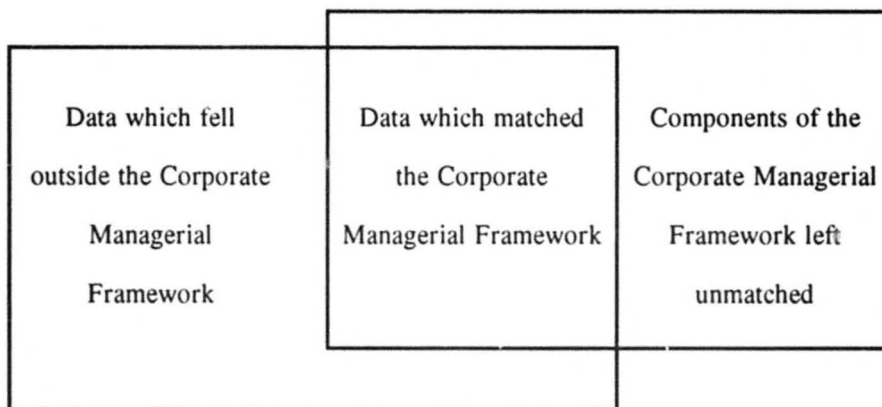 Data which fell
outside the Corporate
Managerial
Framework
Data which matched
the Corporate
Managerial Framework
Components of the
Corporate Managerial
Framework left
unmatched